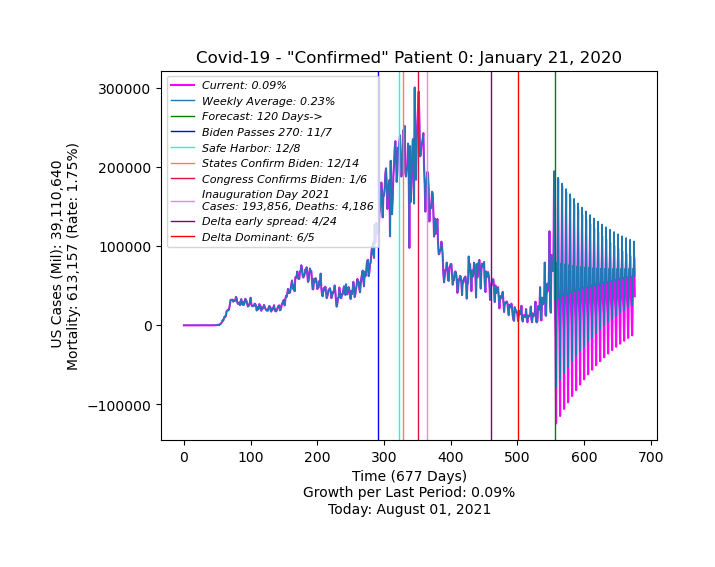 Covid-19 - "Confirmed" Patient 0: January 21, 2020
300000
200000
100000
0
−100000
US Cases (Mil): 39,110,640
Mortality: 613.157 (Rate: 1.75%)
Current: 0.09%
Weekly Average: 0.23%
Forecast: 120 Days->
Biden Passes 270: 11/7
Safe Harbor: 12/8
States Confirm Biden: 12/14
Congress Confirms Biden: 1/6
Inauguration Day 2021
Cases: 193,856, Deaths: 4,186
Delta early spread: 4/24
Delta Dominant: 6/5
0 100 200 300 400 500 600 700
Time (677 Days)
Growth per Last Period: 0.09%
Today: August 01, 2021